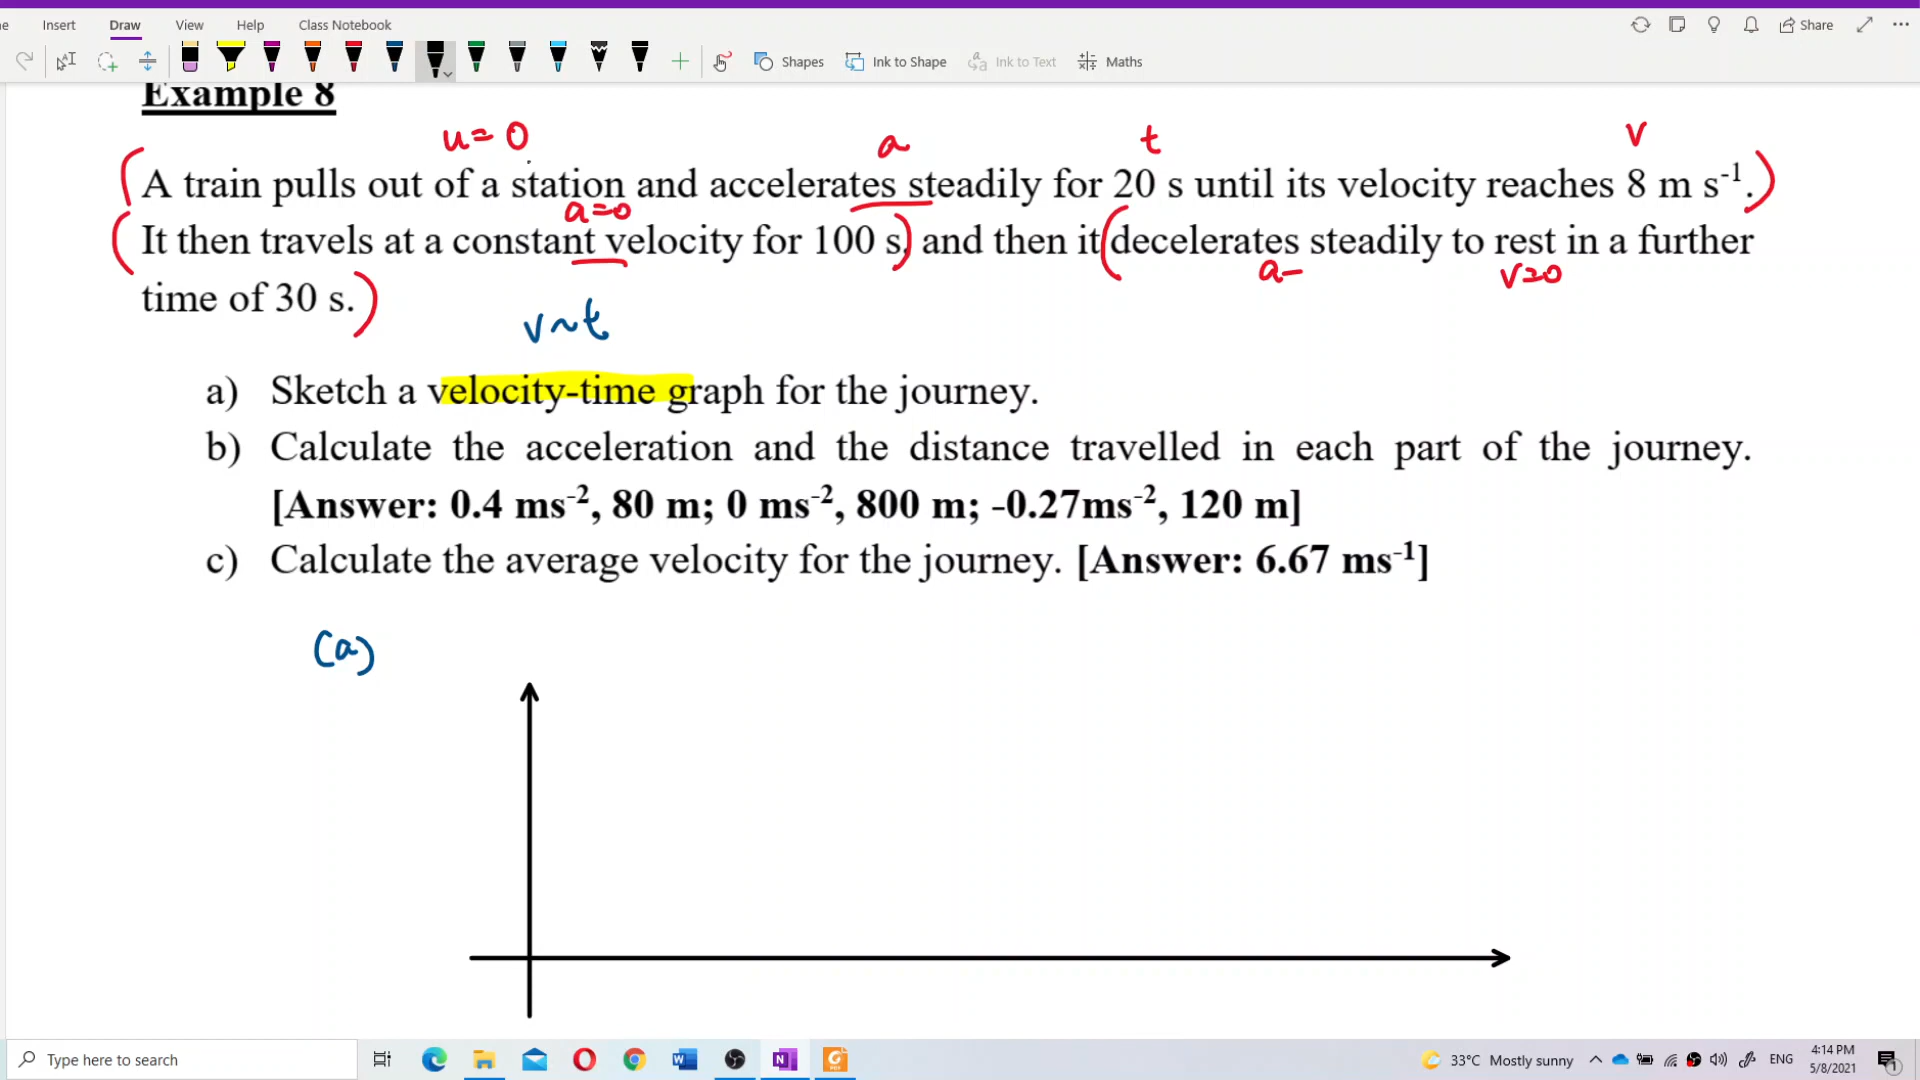 e Insert Draw View Help Class Notebook Share
Shapes Ink to Shape Ink to Text Maths
Example 8
u = 0 a t v
A train pulls out of a station and accelerates steadily for 20 s until its velocity reaches 8 m s⁻¹.
a=0
It then travels at a constant velocity for 100 s, and then it decelerates steadily to rest in a further
a- v=0
time of 30 s.
v~t
a) Sketch a velocity-time graph for the journey.
b) Calculate the acceleration and the distance travelled in each part of the journey.
[Answer: 0.4 ms⁻², 80 m; 0 ms⁻², 800 m; -0.27ms⁻², 120 m]
c) Calculate the average velocity for the journey. [Answer: 6.67 ms⁻¹]
(a)
Type here to search 33°C Mostly sunny ENG 4:14 PM
5/8/2021 1